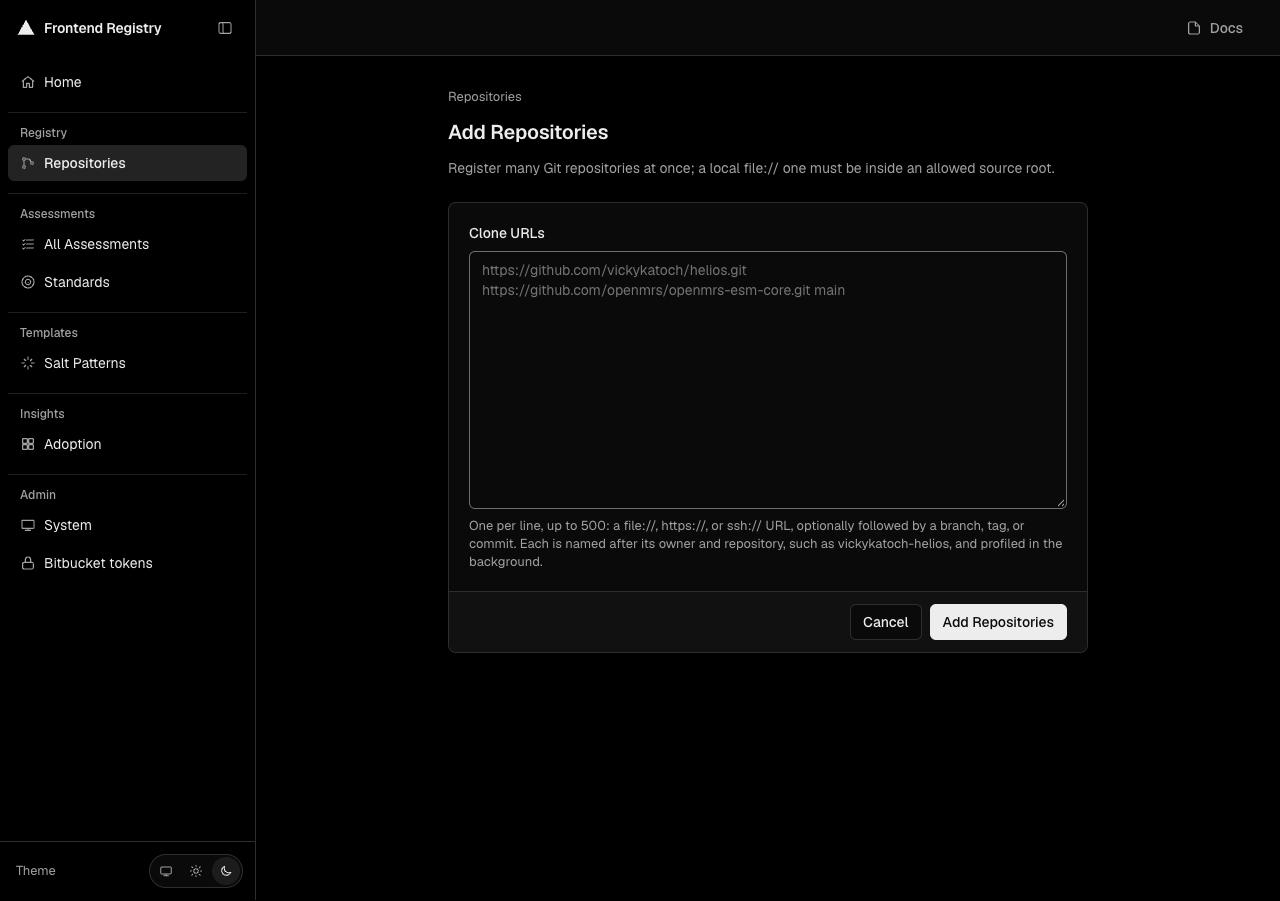 Frontend Registry
Docs
Home
Registry
Repositories
Assessments
All Assessments
Standards
Templates
Salt Patterns
Insights
Adoption
Admin
System
Bitbucket tokens
Theme
Repositories
Add Repositories
Register many Git repositories at once; a local file:// one must be inside an allowed source root.
Clone URLs
https://github.com/vickykatoch/helios.git
https://github.com/openmrs/openmrs-esm-core.git main
One per line, up to 500: a file://, https://, or ssh:// URL, optionally followed by a branch, tag, or
commit. Each is named after its owner and repository, such as vickykatoch-helios, and profiled in the
background.
Cancel
Add Repositories